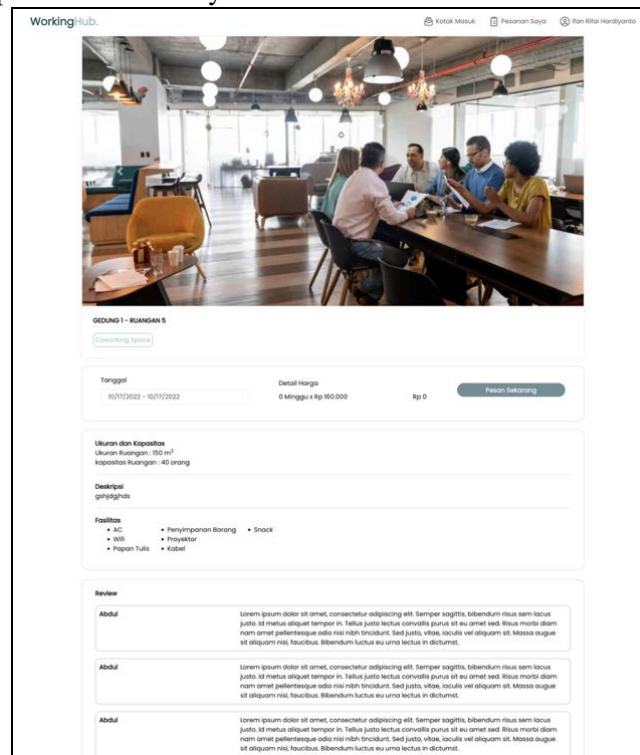 WorkingHub.
Kotak Masuk
Pesanan Saya
Ifan Rifai Hardiyanto
GEDUNG 1 - RUANGAN 5
Coworking Space
Tanggal
10/17/2022 - 10/17/2022
Detail Harga
0 Minggu x Rp 160.000
Rp 0
Pesan Sekarang
Ukuran dan Kapasitas
Ukuran Ruangan : 150 m²
kapasitas Ruangan : 40 orang
Deskripsi
gshjdgjhds
Fasilitas
• AC
• Wifi
• Papan Tulis
• Penyimpanan Barang
• Proyektor
• Kabel
• Snack
Review
Abdul
Lorem ipsum dolor sit amet, consectetur adipiscing elit. Semper sagittis, bibendum risus sem lacus
justo. Id metus aliquet tempor in. Tellus justo lectus convallis purus sit eu amet sed. Risus morbi diam
nam amet pellentesque odio nisi nibh tincidunt. Sed justo, vitae, iaculis vel aliquam sit. Massa augue
sit aliquam nisi, faucibus. Bibendum luctus eu urna lectus in dictumst.
Abdul
Lorem ipsum dolor sit amet, consectetur adipiscing elit. Semper sagittis, bibendum risus sem lacus
justo. Id metus aliquet tempor in. Tellus justo lectus convallis purus sit eu amet sed. Risus morbi diam
nam amet pellentesque odio nisi nibh tincidunt. Sed justo, vitae, iaculis vel aliquam sit. Massa augue
sit aliquam nisi, faucibus. Bibendum luctus eu urna lectus in dictumst.
Abdul
Lorem ipsum dolor sit amet, consectetur adipiscing elit. Semper sagittis, bibendum risus sem lacus
justo. Id metus aliquet tempor in. Tellus justo lectus convallis purus sit eu amet sed. Risus morbi diam
nam amet pellentesque odio nisi nibh tincidunt. Sed justo, vitae, iaculis vel aliquam sit. Massa augue
sit aliquam nisi, faucibus. Bibendum luctus eu urna lectus in dictumst.